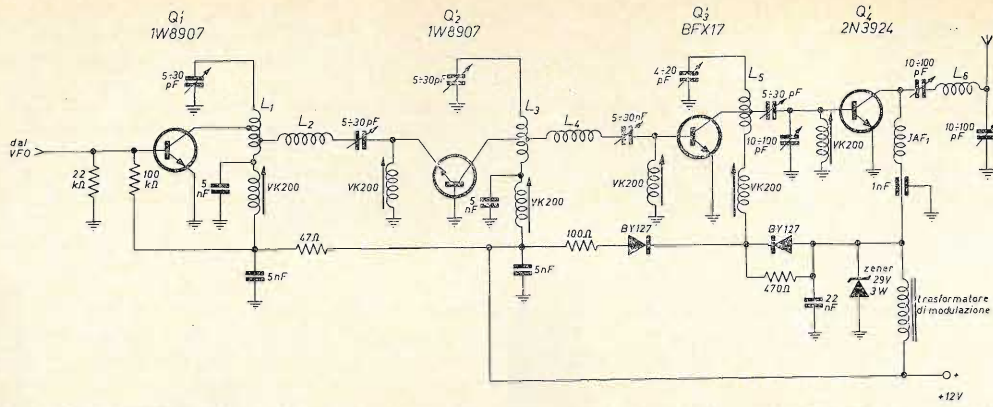 Q'1
1W8907
Q'2
1W8907
Q'3
BFX17
Q'4
2N3924
5÷30
pF
5÷30pF
4÷20
pF
10÷100
pF
L1
L2
L3
L4
L5
L6
5÷30pF
5÷30nF
5÷30 pF
10÷100
pF
10÷100
pF
dal
VFO
22
kΩ
100
kΩ
5
nF
VK200
VK200
5
nF
VK200
VK200
VK200
VK200
JAF1
1nF
47Ω
5nF
5nF
100Ω
BY127
BY127
470Ω
22
nF
zener
29V
3W
trasformatore
di modulazione
+
+12V